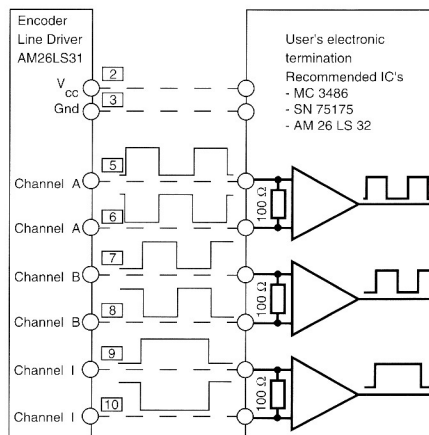 Encoder
Line Driver
AM26LS31
User's electronic
termination
Recommended IC's
- MC 3486
- SN 75175
- AM 26 LS 32
Vcc
2
Gnd
3
Channel A
5
100 Ω
Channel A
6
Channel B
7
100 Ω
Channel B
8
Channel I
9
100 Ω
Channel I
10